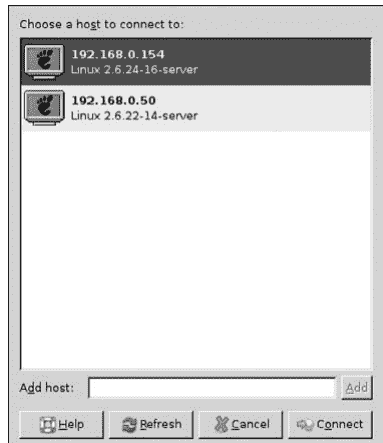 Choose a host to connect to:
192.168.0.154
Linux 2.6.24-16-server
192.168.0.50
Linux 2.6.22-14-server
Add host:
Add
Help
Refresh
Cancel
Connect